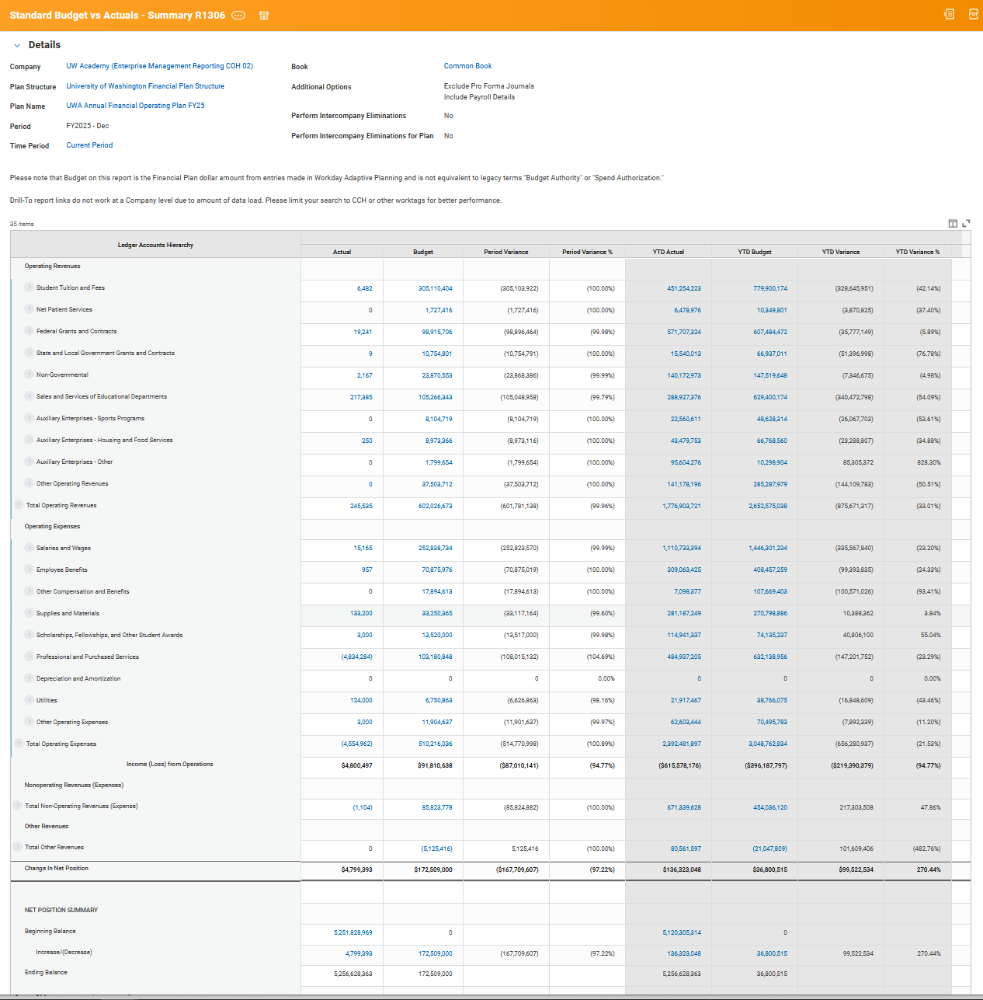 Standard Budget vs Actuals - Summary R1306
Details
Company UW Academy (Enterprise Management Reporting COH 02) Book Common Book
Plan Structure University of Washington Financial Plan Structure Additional Options Exclude Pro Forma Journals
Include Payroll Details
Plan Name UWA Annual Financial Operating Plan FY25
Perform Intercompany Eliminations No
Period FY2025 - Dec
Perform Intercompany Eliminations for Plan No
Time Period Current Period
Please note that Budget on this report is the Financial Plan dollar amount from entries made in Workday Adaptive Planning and is not equivalent to legacy terms "Budget Authority" or "Spend Authorization."
Drill-To report links do not work at a Company level due to amount of data load. Please limit your search to CCH or other worktags for better performance.
35 items
Ledger Accounts Hierarchy Actual Budget Period Variance Period Variance % YTD Actual YTD Budget YTD Variance YTD Variance %
Operating Revenues
Student Tuition and Fees 6,482 305,110,404 (305,103,922) (100.00%) 451,254,223 779,900,174 (328,645,951) (42.14%)
Net Patient Services 0 1,727,416 (1,727,416) (100.00%) 6,478,976 10,349,801 (3,870,825) (37.40%)
Federal Grants and Contracts 19,241 98,915,706 (98,896,464) (99.98%) 571,707,324 607,484,472 (35,777,149) (5.89%)
State and Local Government Grants and Contracts 9 10,754,801 (10,754,791) (100.00%) 15,540,013 66,937,011 (51,396,998) (76.78%)
Non-Governmental 2,167 23,870,553 (23,868,386) (99.99%) 140,172,973 147,519,648 (7,346,675) (4.98%)
Sales and Services of Educational Departments 217,385 105,266,343 (105,048,958) (99.79%) 288,927,376 629,400,174 (340,472,798) (54.09%)
Auxiliary Enterprises - Sports Programs 0 8,104,719 (8,104,719) (100.00%) 22,560,611 48,628,314 (26,067,703) (53.61%)
Auxiliary Enterprises - Housing and Food Services 250 8,973,366 (8,973,116) (100.00%) 43,479,753 66,768,560 (23,288,807) (34.88%)
Auxiliary Enterprises - Other 0 1,799,654 (1,799,654) (100.00%) 95,604,276 10,298,904 85,305,372 828.30%
Other Operating Revenues 0 37,503,712 (37,503,712) (100.00%) 141,178,196 285,287,979 (144,109,783) (50.51%)
Total Operating Revenues 245,535 602,026,673 (601,781,138) (99.96%) 1,776,903,721 2,652,575,038 (875,671,317) (33.01%)
Operating Expenses
Salaries and Wages 15,165 252,838,734 (252,823,570) (99.99%) 1,110,733,394 1,446,301,234 (335,567,840) (23.20%)
Employee Benefits 957 70,875,976 (70,875,019) (100.00%) 309,063,425 408,457,259 (99,393,835) (24.33%)
Other Compensation and Benefits 0 17,894,613 (17,894,613) (100.00%) 7,098,377 107,669,403 (100,571,026) (93.41%)
Supplies and Materials 133,200 33,250,365 (33,117,164) (99.60%) 281,187,249 270,798,886 10,388,362 3.84%
Scholarships, Fellowships, and Other Student Awards 3,000 13,520,000 (13,517,000) (99.98%) 114,941,337 74,135,237 40,806,100 55.04%
Professional and Purchased Services (4,834,284) 103,180,848 (108,015,132) (104.69%) 484,937,205 632,138,956 (147,201,752) (23.29%)
Depreciation and Amortization 0 0 0 0.00% 0 0 0 0.00%
Utilities 124,000 6,750,863 (6,626,863) (98.16%) 21,917,467 38,766,075 (16,848,609) (43.46%)
Other Operating Expenses 3,000 11,904,637 (11,901,637) (99.97%) 62,603,444 70,495,783 (7,892,339) (11.20%)
Total Operating Expenses (4,554,962) 510,216,036 (514,770,998) (100.89%) 2,392,481,897 3,048,762,834 (656,280,937) (21.53%)
Income (Loss) from Operations $4,800,497 $91,810,638 ($87,010,141) (94.77%) ($615,578,176) ($396,187,797) ($219,390,379) (94.77%)
Nonoperating Revenues (Expenses)
Total Non-Operating Revenues (Expense) (1,104) 85,823,778 (85,824,882) (100.00%) 671,339,628 454,036,120 217,303,508 47.86%
Other Revenues
Total Other Revenues 0 (5,125,416) 5,125,416 (100.00%) 80,561,597 (21,047,809) 101,609,406 (482.76%)
Change In Net Position $4,799,393 $172,509,000 ($167,709,607) (97.22%) $136,323,048 $36,800,515 $99,522,534 270.44%
NET POSITION SUMMARY
Beginning Balance 5,251,828,969 0 5,120,305,314 0
Increase/(Decrease) 4,799,393 172,509,000 (167,709,607) (97.22%) 136,323,048 36,800,515 99,522,534 270.44%
Ending Balance 5,256,628,363 172,509,000 5,256,628,363 36,800,515